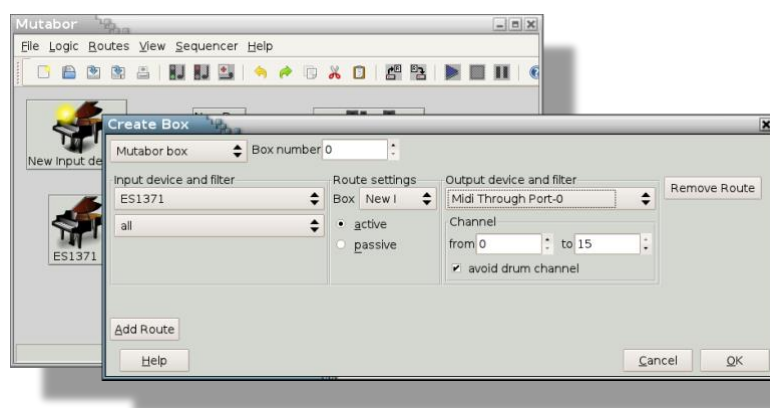 Mutabor
File Logic Routes View Sequencer Help
New Input de
ES1371
Create Box
Mutabor box Box number 0
Input device and filter Route settings Output device and filter
ES1371 Box New I Midi Through Port-0 Remove Route
all active Channel
passive from 0 to 15
avoid drum channel
Add Route
Help Cancel OK